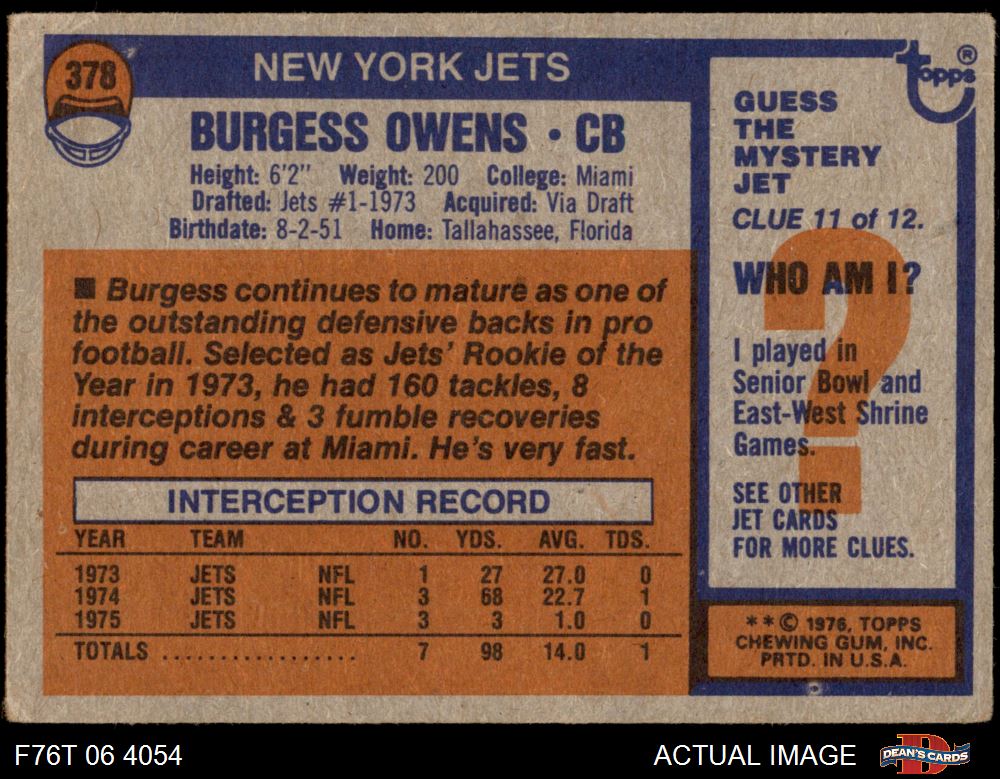 378
NEW YORK JETS
BURGESS OWENS • CB
Height: 6'2" Weight: 200 College: Miami
Drafted: Jets #1-1973 Acquired: Via Draft
Birthdate: 8-2-51 Home: Tallahassee, Florida
■ Burgess continues to mature as one of
the outstanding defensive backs in pro
football. Selected as Jets' Rookie of the
Year in 1973, he had 160 tackles, 8
interceptions & 3 fumble recoveries
during career at Miami. He's very fast.
INTERCEPTION RECORD
YEAR TEAM NO. YDS. AVG. TDS.
1973 JETS NFL 1 27 27.0 0
1974 JETS NFL 3 68 22.7 1
1975 JETS NFL 3 3 1.0 0
TOTALS .................. 7 98 14.0 1
topps ®
GUESS
THE
MYSTERY
JET
CLUE 11 of 12.
WHO AM I?
I played in
Senior Bowl and
East-West Shrine
Games.
SEE OTHER
JET CARDS
FOR MORE CLUES.
* * © 1976, TOPPS
CHEWING GUM, INC.
PRTD. IN U.S.A.
F76T 06 4054
ACTUAL IMAGE
DEAN'S CARDS